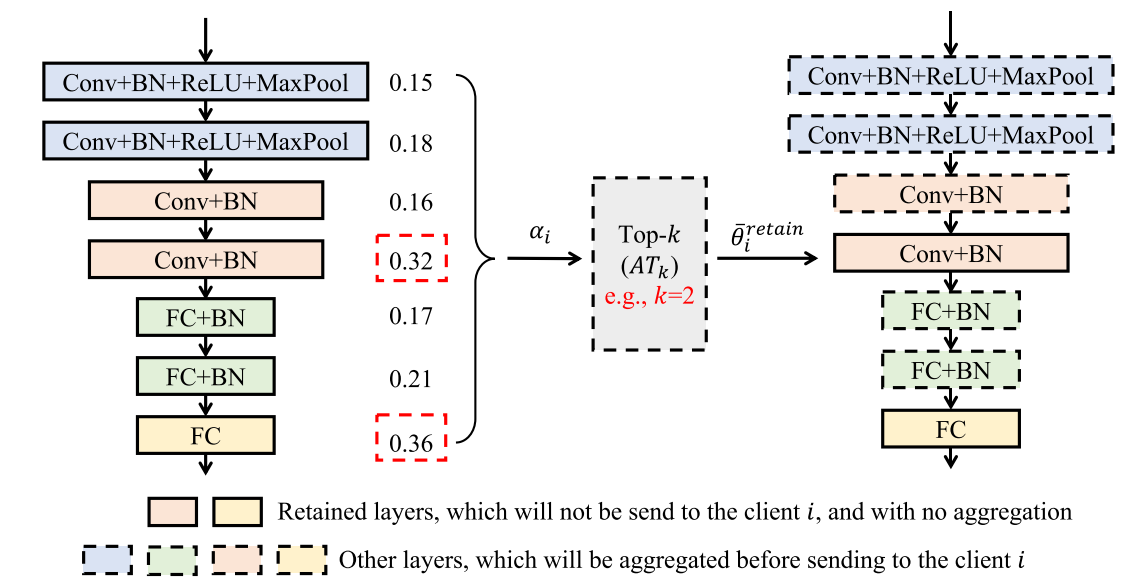 Conv+BN+ReLU+MaxPool 0.15
Conv+BN+ReLU+MaxPool 0.18
Conv+BN 0.16
Conv+BN 0.32
FC+BN 0.17
FC+BN 0.21
FC 0.36
α_i
Top-k
(AT_k)
e.g., k=2
θ̄_i^{retain}
Conv+BN+ReLU+MaxPool
Conv+BN+ReLU+MaxPool
Conv+BN
Conv+BN
FC+BN
FC+BN
FC
Retained layers, which will not be send to the client i, and with no aggregation
Other layers, which will be aggregated before sending to the client i